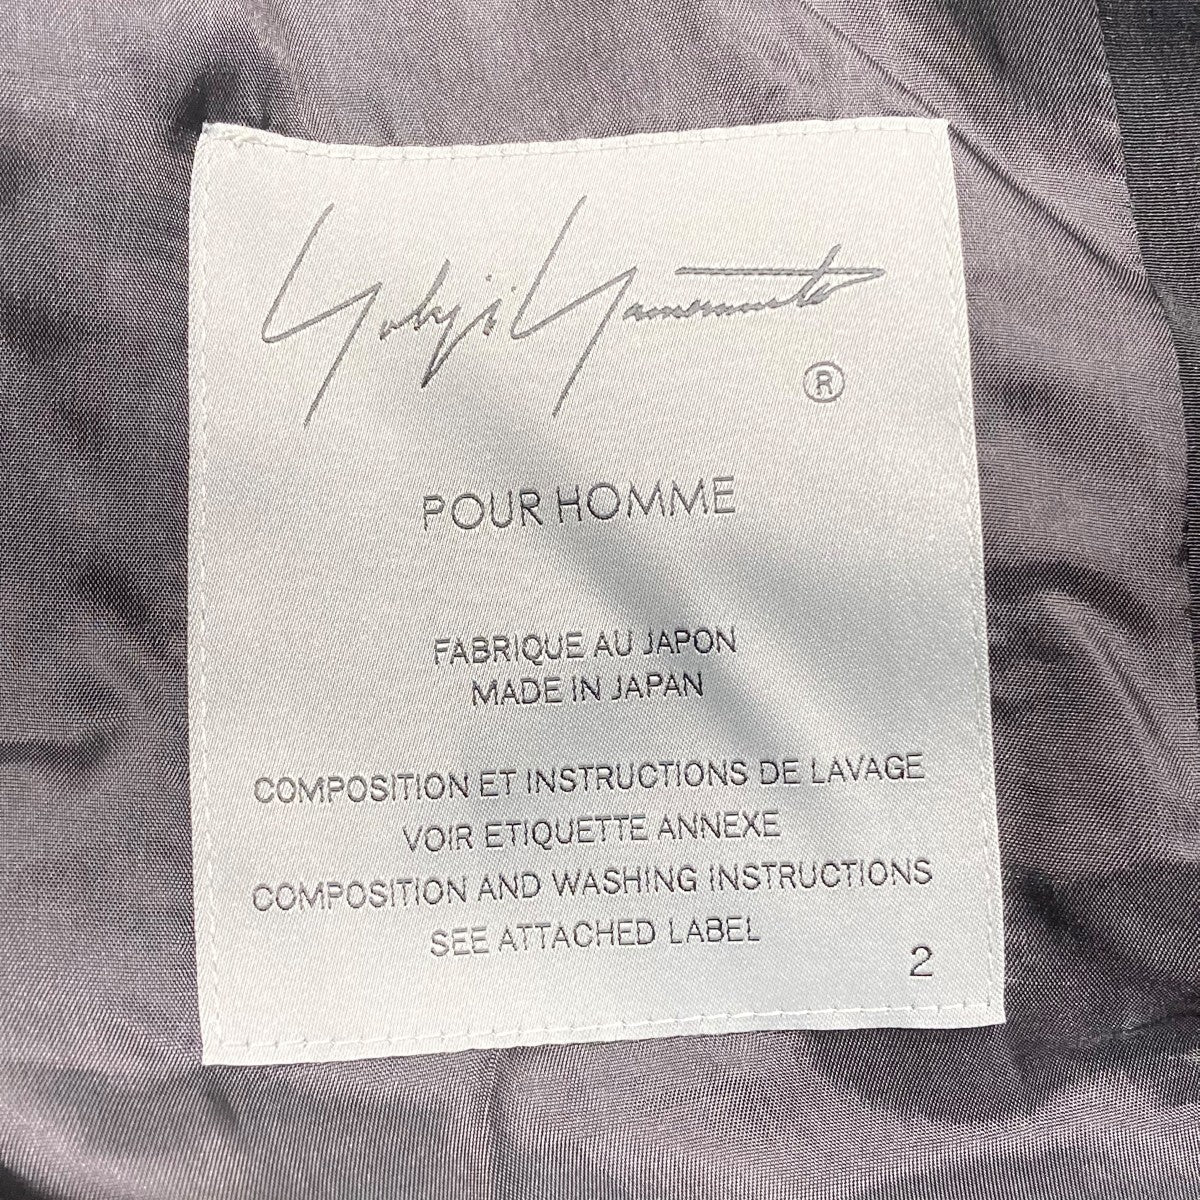 Yohji Yamamoto
®
POUR HOMME
FABRIQUE AU JAPON
MADE IN JAPAN
COMPOSITION ET INSTRUCTIONS DE LAVAGE
VOIR ETIQUETTE ANNEXE
COMPOSITION AND WASHING INSTRUCTIONS
SEE ATTACHED LABEL
2